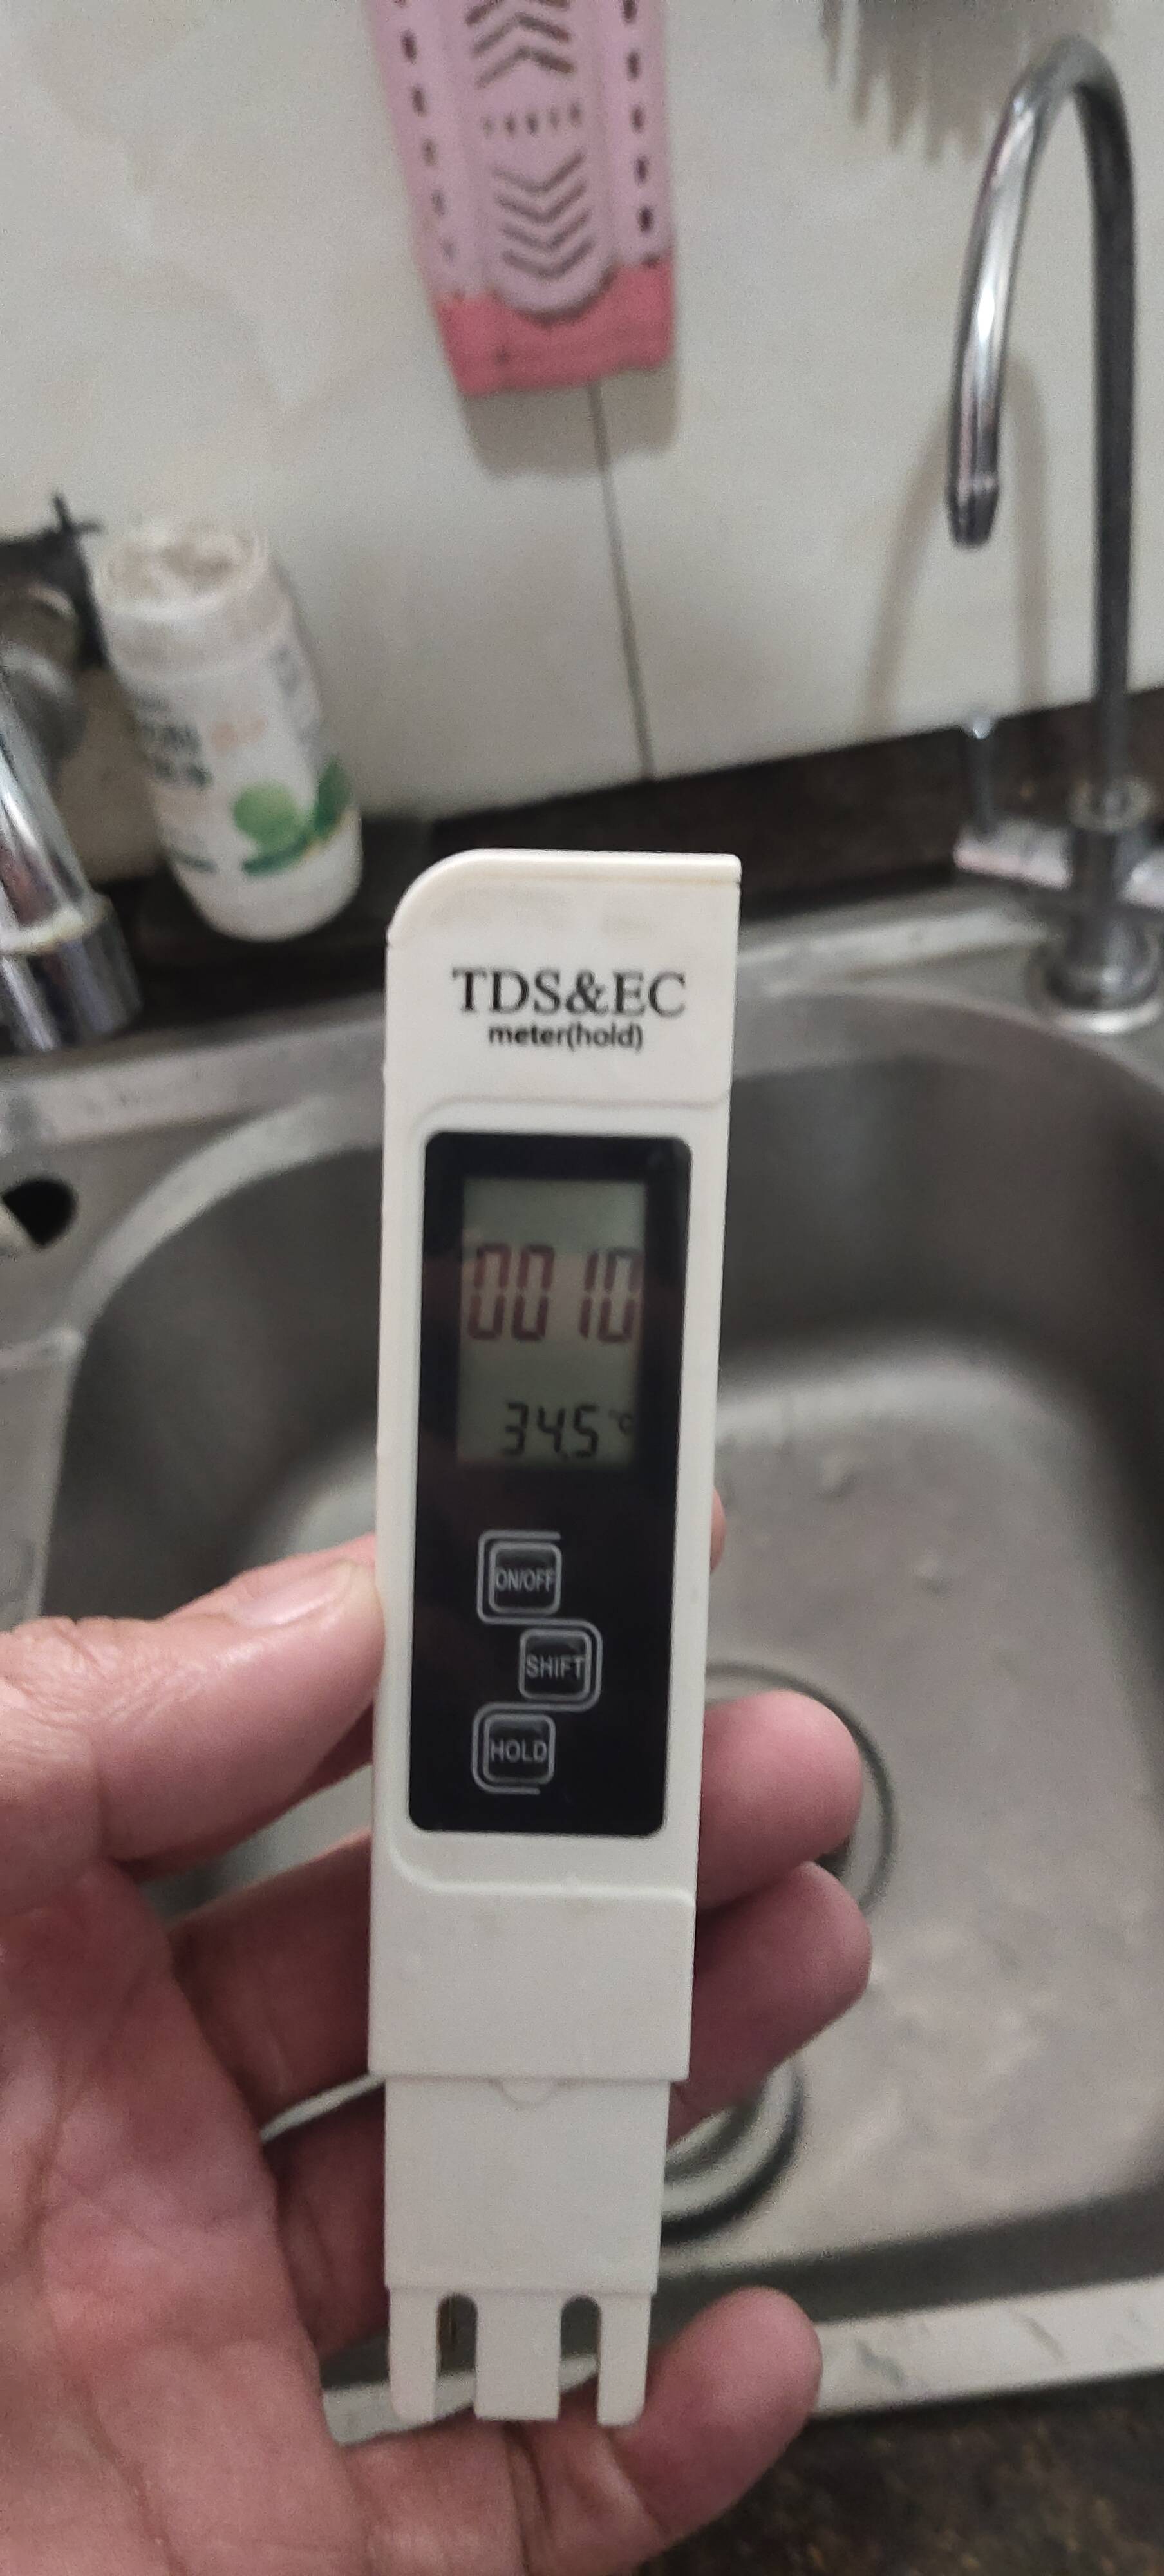 TDS&EC
meter(hold)
0010
34.5 °C
ON/OFF
SHIFT
HOLD